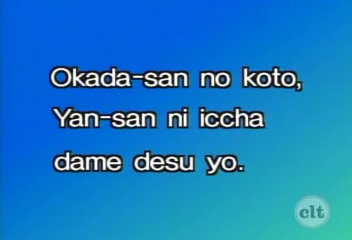 Okada-san no koto,
Yan-san ni iccha
dame desu yo.
clt